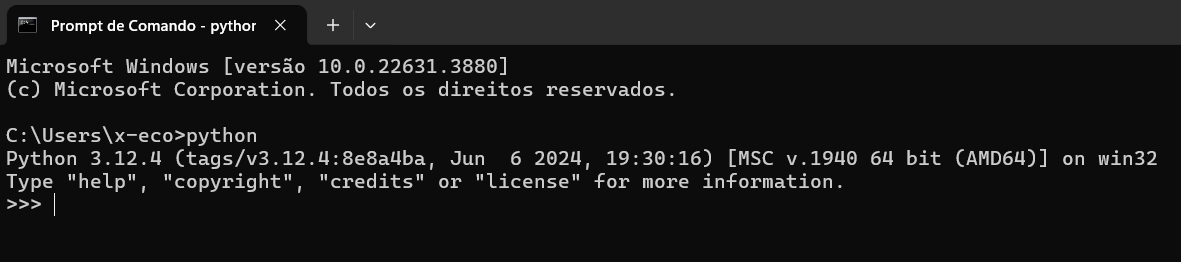 Prompt de Comando - python
Microsoft Windows [versão 10.0.22631.3880]
(c) Microsoft Corporation. Todos os direitos reservados.
C:\Users\x-eco>python
Python 3.12.4 (tags/v3.12.4:8e8a4ba, Jun  6 2024, 19:30:16) [MSC v.1940 64 bit (AMD64)] on win32
Type "help", "copyright", "credits" or "license" for more information.
>>>